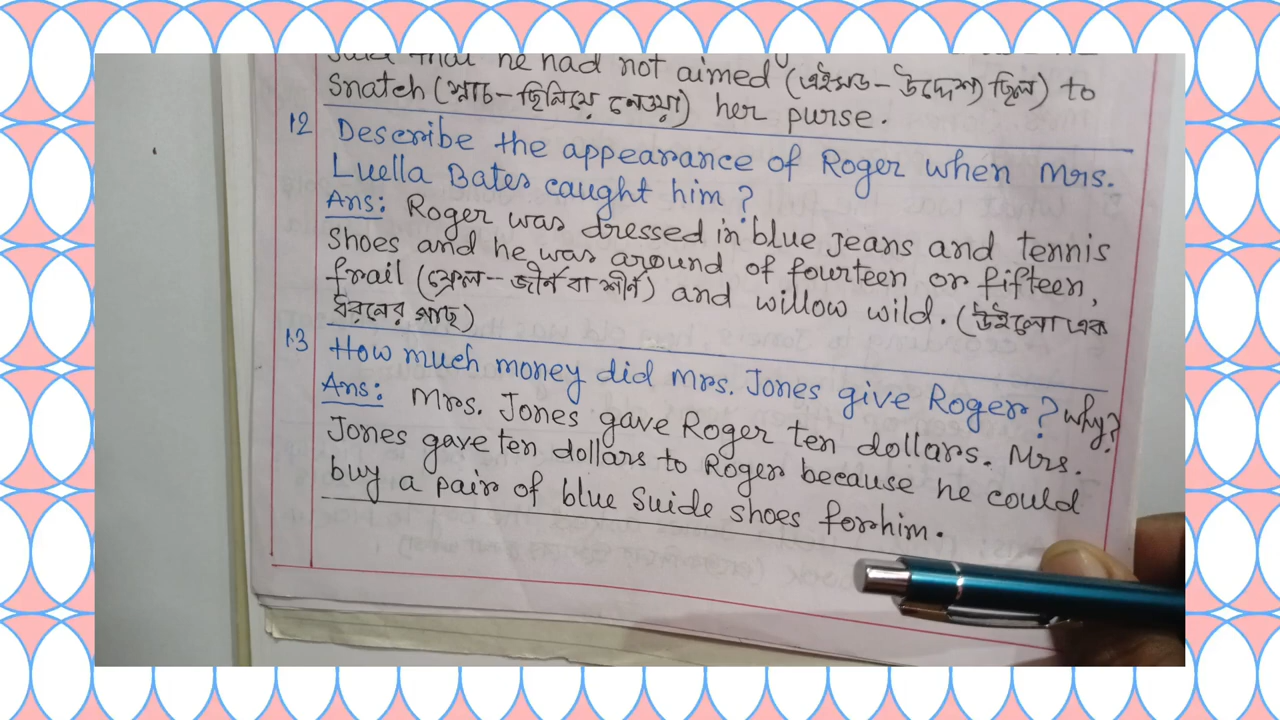 said that he had not aimed (এইমড-উদ্দেশ্য ছিল) to
Snatch (স্নাচ-ছিনিয়ে নেওয়া) her purse.
12 Describe the appearance of Roger when Mrs.
Luella Bates caught him?
Ans: Roger was dressed in blue jeans and tennis
shoes and he was around of fourteen or fifteen,
frail (ফ্রেল-জীর্ন বা শীর্ন) and willow wild. (উইলো এক
ধরনের গাছ)
13 How much money did Mrs. Jones give Roger? why?
Ans: Mrs. Jones gave Roger ten dollars. Mrs.
Jones gave ten dollars to Roger because he could
buy a pair of blue suide shoes for him.